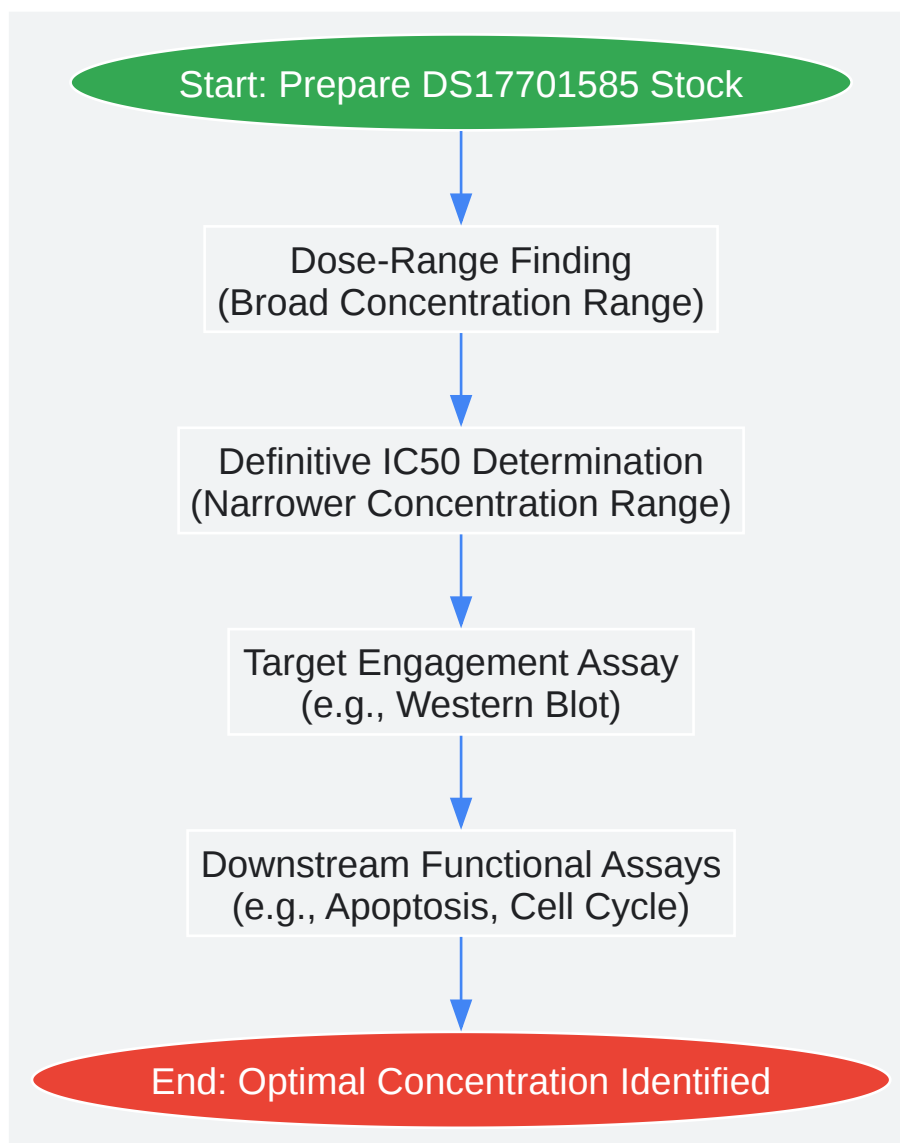 Start: Prepare DS17701585 Stock
Dose-Range Finding
(Broad Concentration Range)
Definitive IC50 Determination
(Narrower Concentration Range)
Target Engagement Assay
(e.g., Western Blot)
Downstream Functional Assays
(e.g., Apoptosis, Cell Cycle)
End: Optimal Concentration Identified